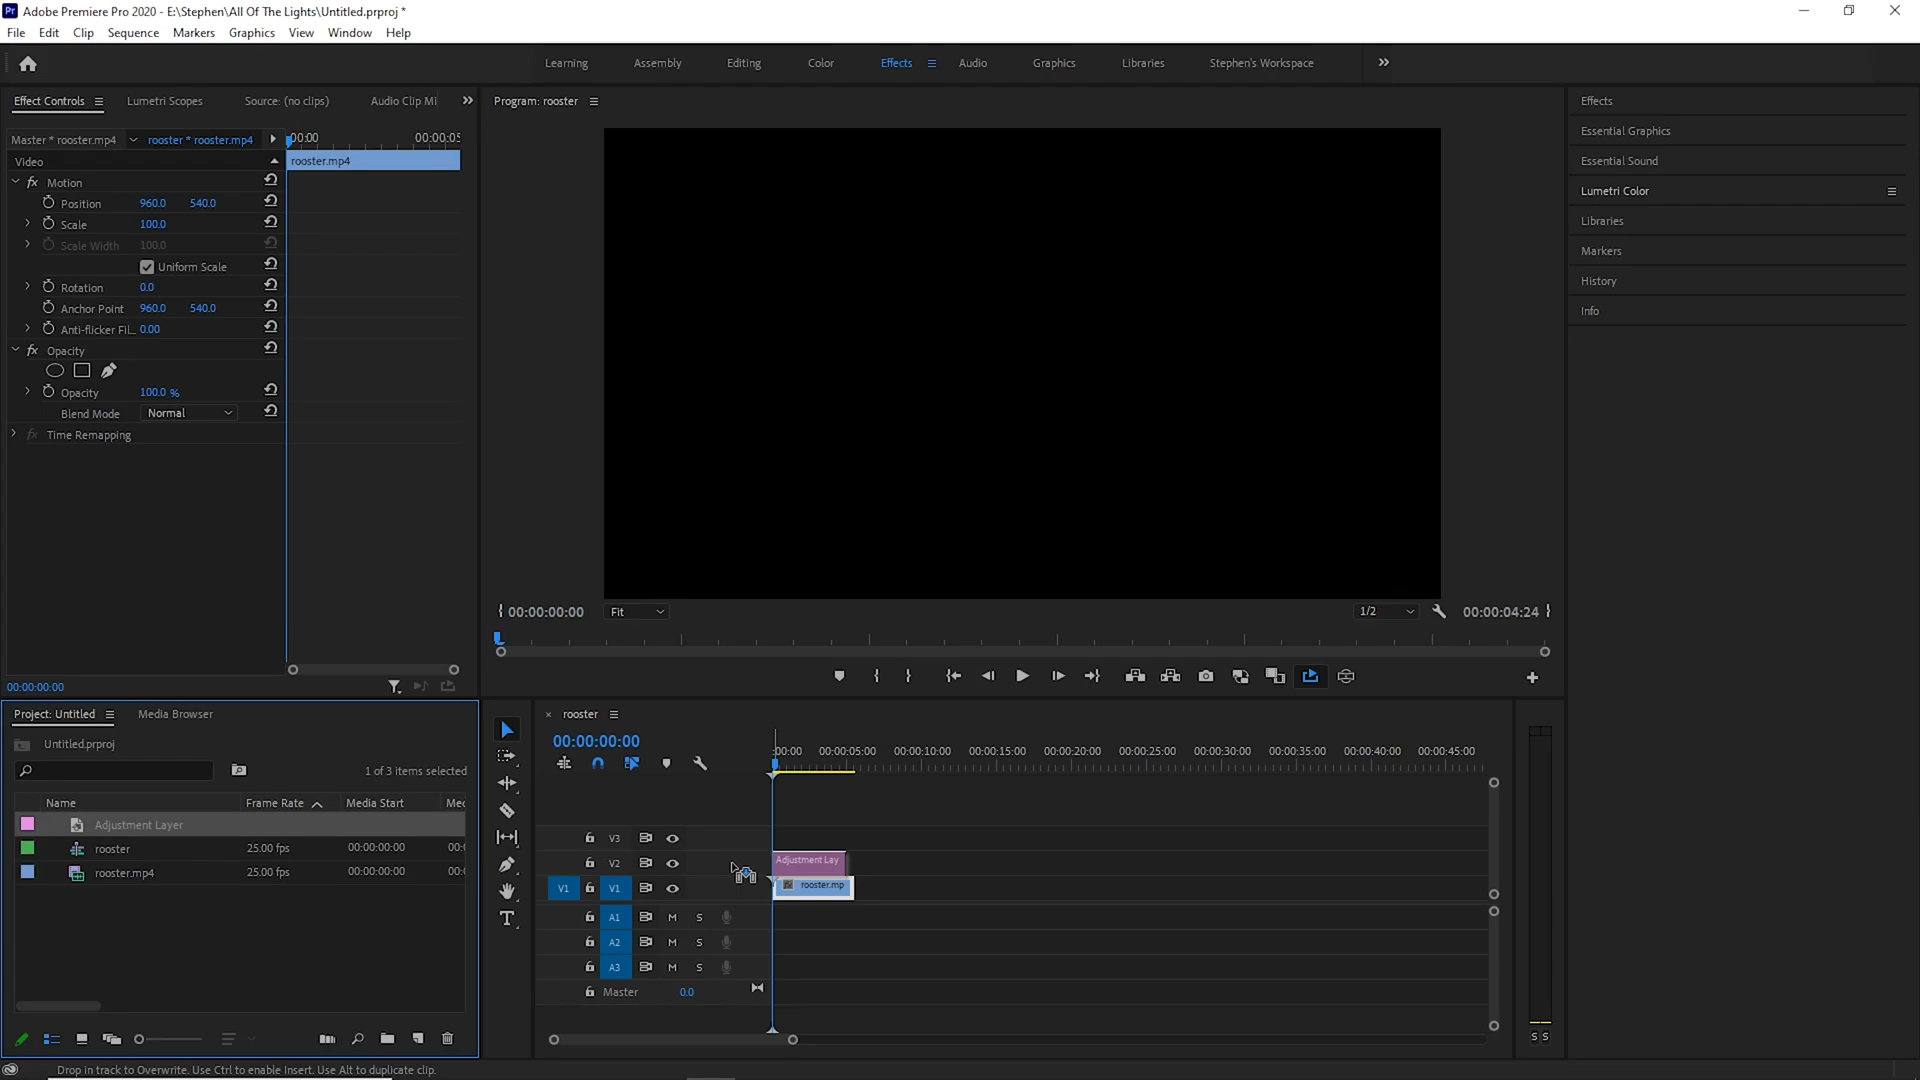 Pr Adobe Premiere Pro 2020 - E:\Stephen\All Of The Lights\Untitled.prproj *
File Edit Clip Sequence Markers Graphics View Window Help
Learning Assembly Editing Color Effects Audio Graphics Libraries Stephen's Workspace
Effect Controls Lumetri Scopes Source: (no clips) Audio Clip Mi
Program: rooster
Master * rooster.mp4 rooster * rooster.mp4 00:00 00:00:05
Video rooster.mp4
fx Motion
Position 960.0 540.0
Scale 100.0
Scale Width 100.0
Uniform Scale
Rotation 0.0
Anchor Point 960.0 540.0
Anti-flicker Fil... 0.00
fx Opacity
Opacity 100.0 %
Blend Mode Normal
fx Time Remapping
00:00:00:00
Effects
Essential Graphics
Essential Sound
Lumetri Color
Libraries
Markers
History
Info
00:00:00:00 Fit 1/2 00:00:04:24
Project: Untitled Media Browser
Untitled.prproj
1 of 3 items selected
Name Frame Rate Media Start Mec
Adjustment Layer
rooster 25.00 fps 00:00:00:00 00:0
rooster.mp4 25.00 fps 00:00:00:00 00:0
rooster
00:00:00:00
:00:00 00:00:05:00 00:00:10:00 00:00:15:00 00:00:20:00 00:00:25:00 00:00:30:00 00:00:35:00 00:00:40:00 00:00:45:00
V3
V2 Adjustment Lay
V1 V1 rooster.mp
A1 M S
A2 M S
A3 M S
Master 0.0
S S
Drop in track to Overwrite. Use Ctrl to enable Insert. Use Alt to duplicate clip.